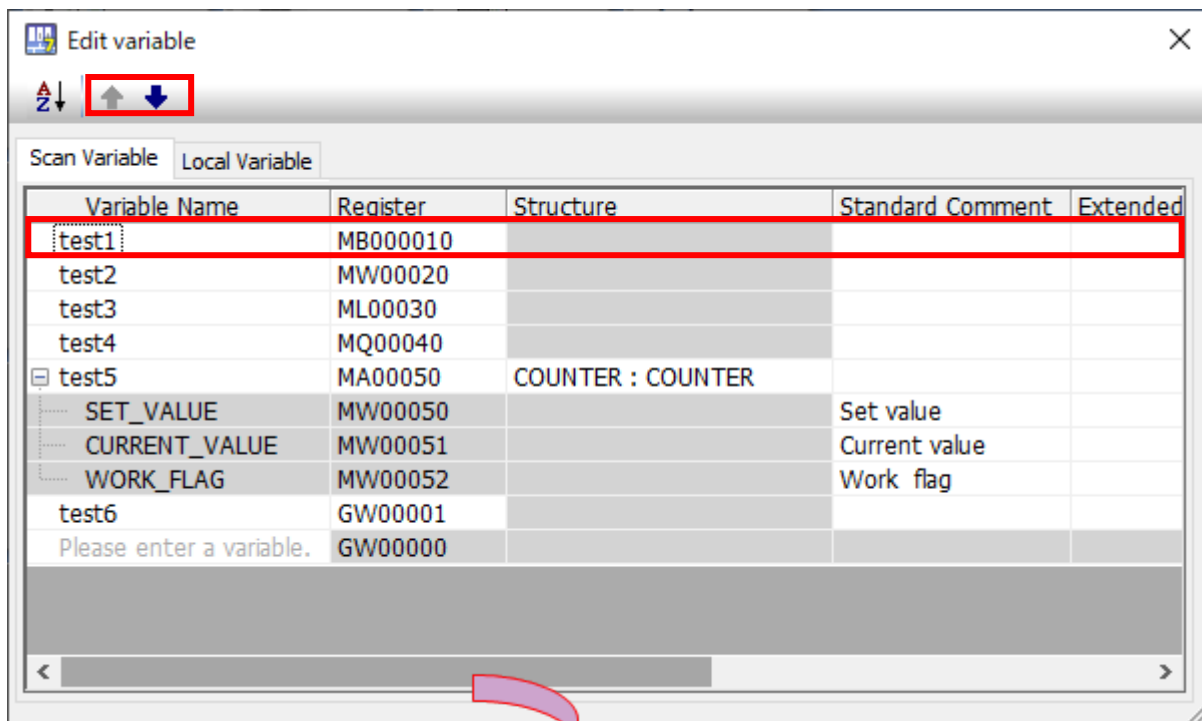 Edit variable
A Z
Scan Variable Local Variable
Variable Name Register Structure Standard Comment Extended
test1 MB000010
test2 MW00020
test3 ML00030
test4 MQ00040
test5 MA00050 COUNTER : COUNTER
SET_VALUE MW00050 Set value
CURRENT_VALUE MW00051 Current value
WORK_FLAG MW00052 Work flag
test6 GW00001
Please enter a variable. GW00000